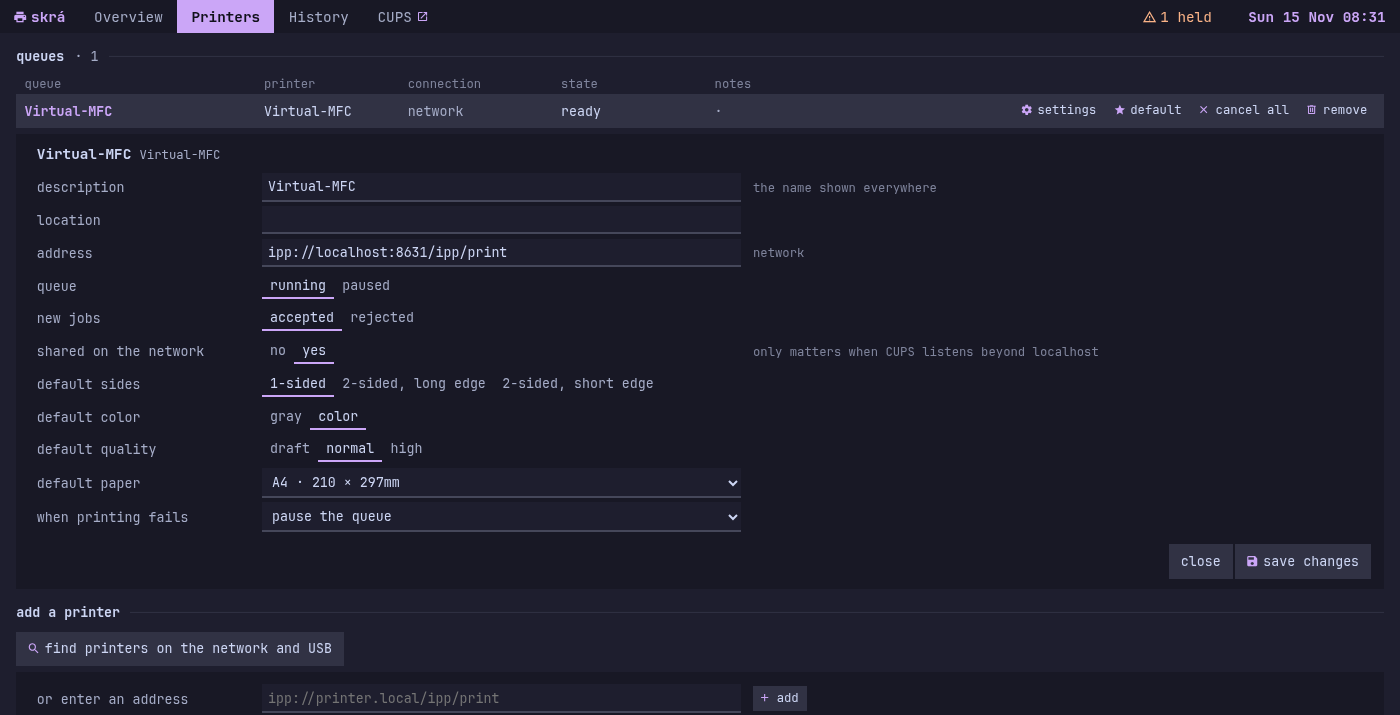 skrá Overview Printers History CUPS 1 held Sun 15 Nov 08:31
queues · 1
queue printer connection state notes
Virtual-MFC Virtual-MFC network ready · settings default cancel all remove
Virtual-MFC Virtual-MFC
description Virtual-MFC the name shown everywhere
location
address ipp://localhost:8631/ipp/print network
queue running paused
new jobs accepted rejected
shared on the network no yes only matters when CUPS listens beyond localhost
default sides 1-sided 2-sided, long edge 2-sided, short edge
default color gray color
default quality draft normal high
default paper A4 · 210 × 297mm
when printing fails pause the queue
close save changes
add a printer
find printers on the network and USB
or enter an address ipp://printer.local/ipp/print + add